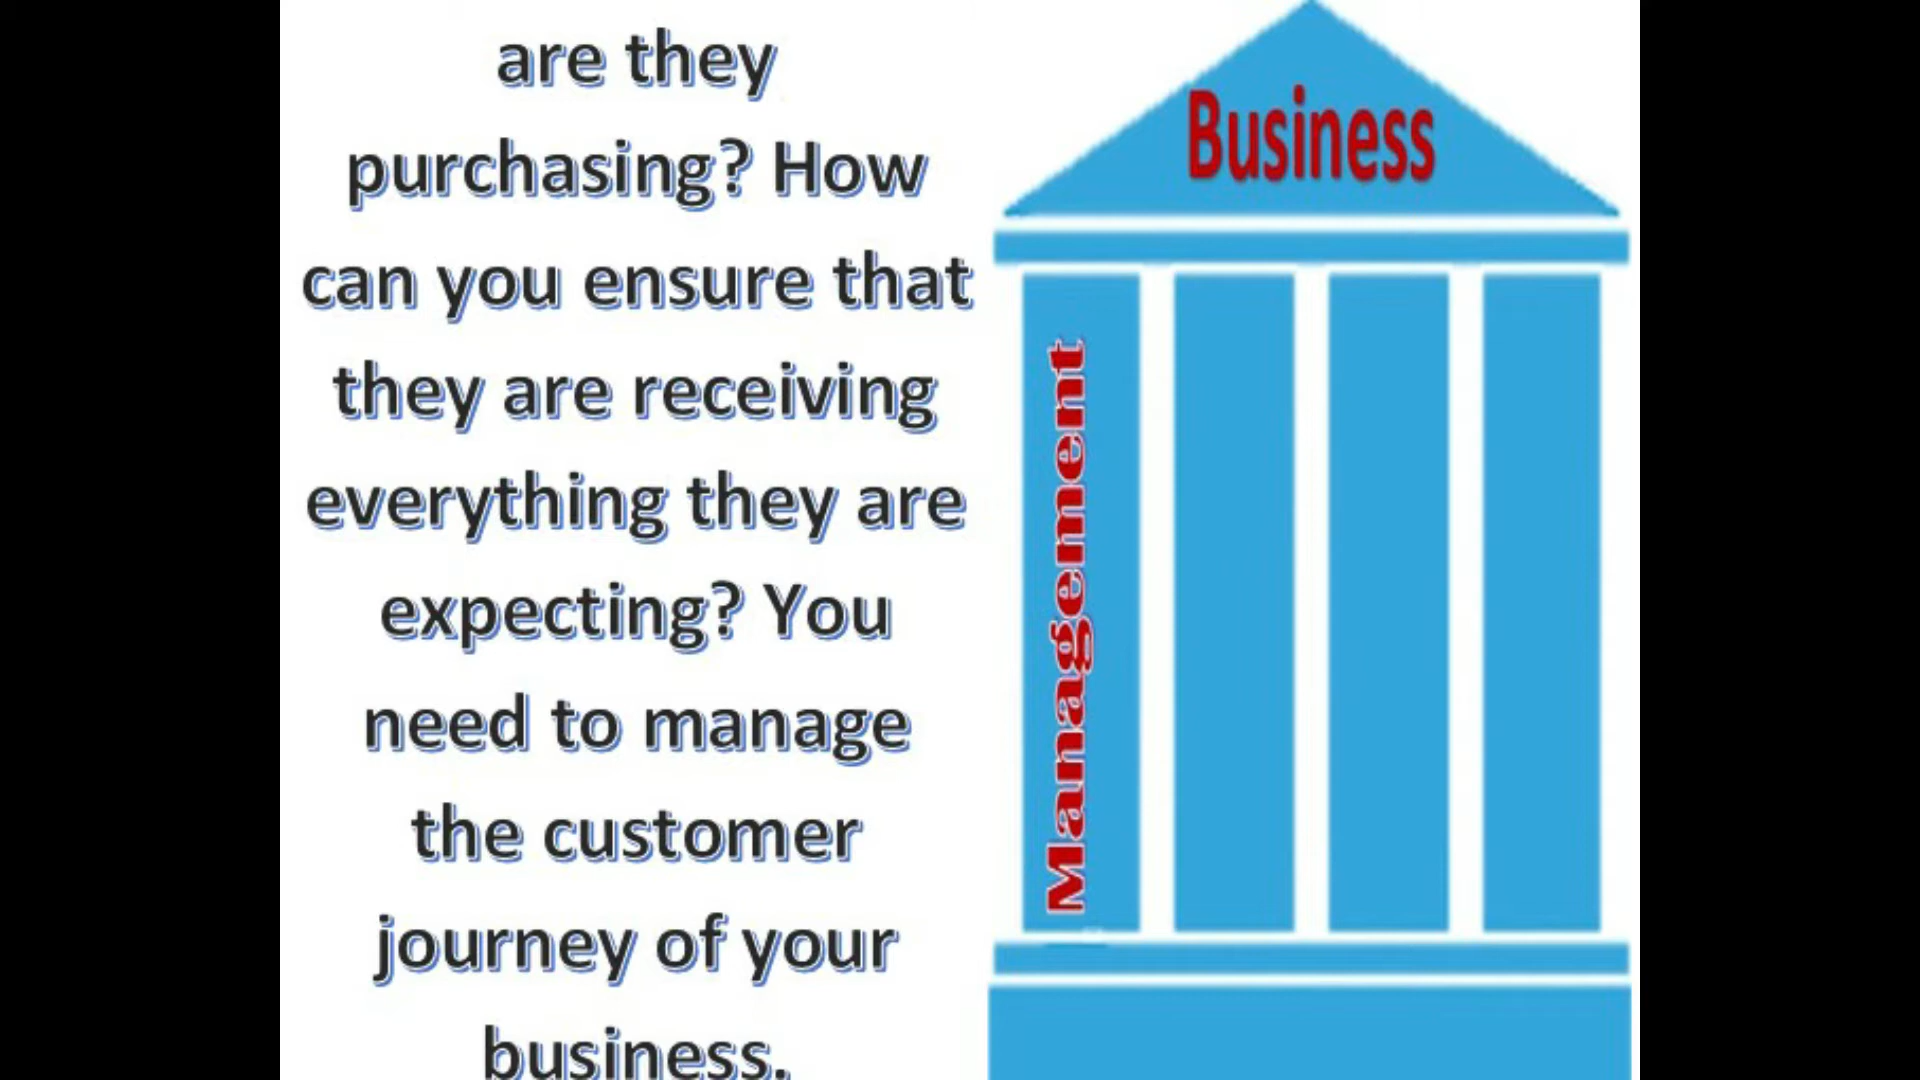 are they
purchasing? How
can you ensure that
they are receiving
everything they are
expecting? You
need to manage
the customer
journey of your
business.
Business
Management